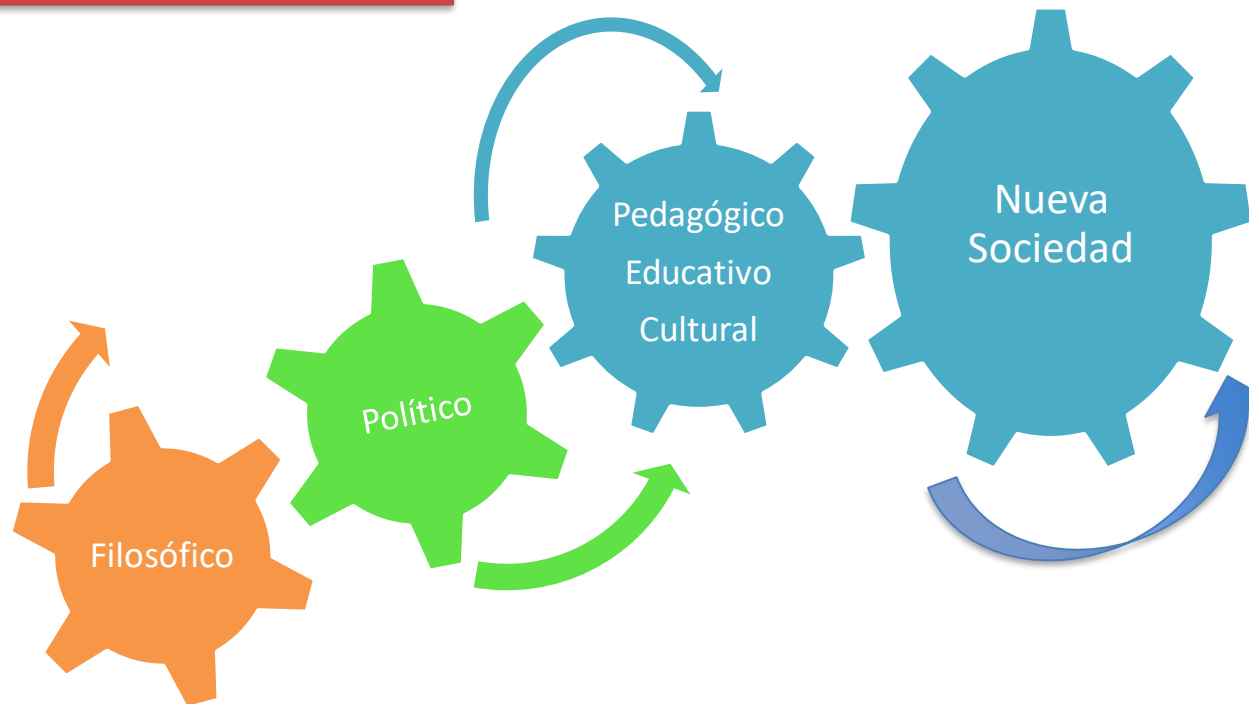 Filosófico
Político
Pedagógico
Educativo
Cultural
Nueva
Sociedad